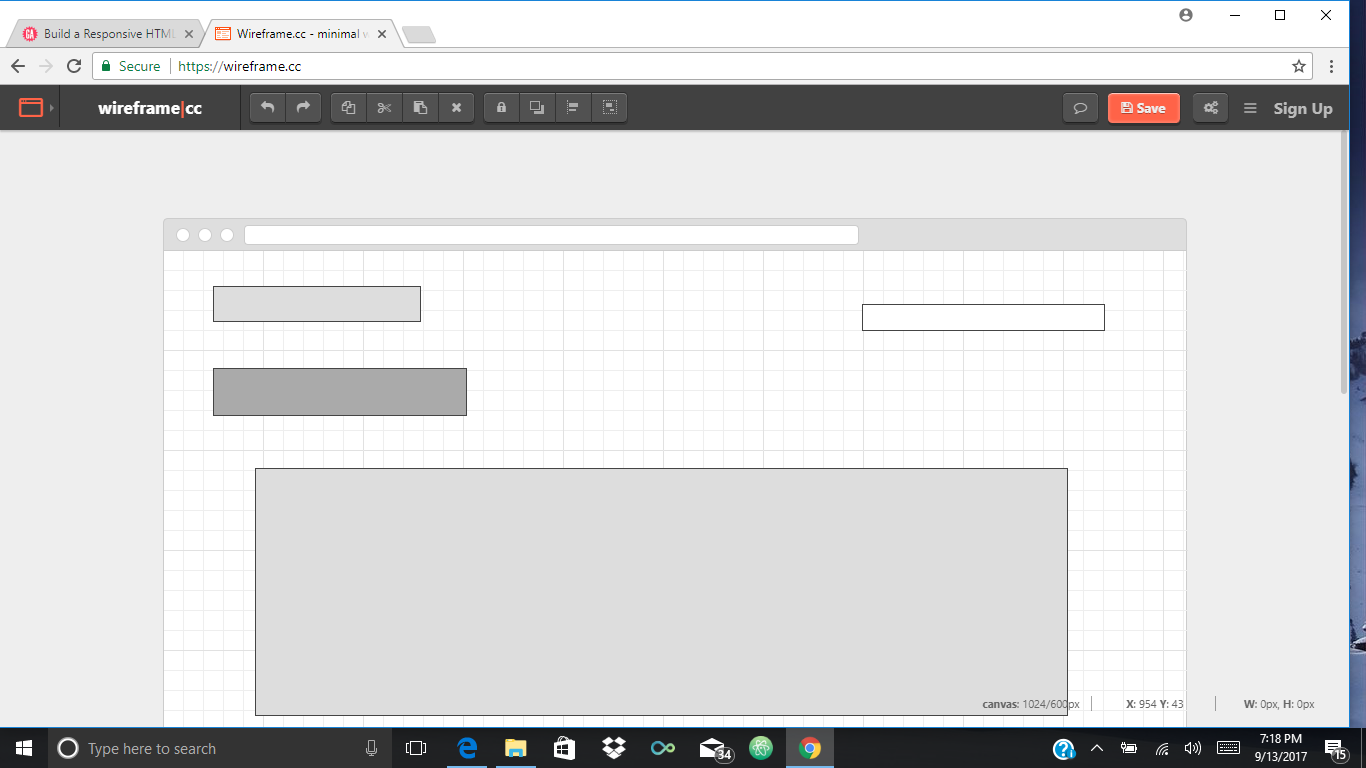 Build a Responsive HTML
Wireframe.cc - minimal w
Secure https://wireframe.cc
wireframe|cc
Save
Sign Up
canvas: 1024/600px X: 954 Y: 43 W: 0px, H: 0px
Type here to search
34
7:18 PM
9/13/2017
15